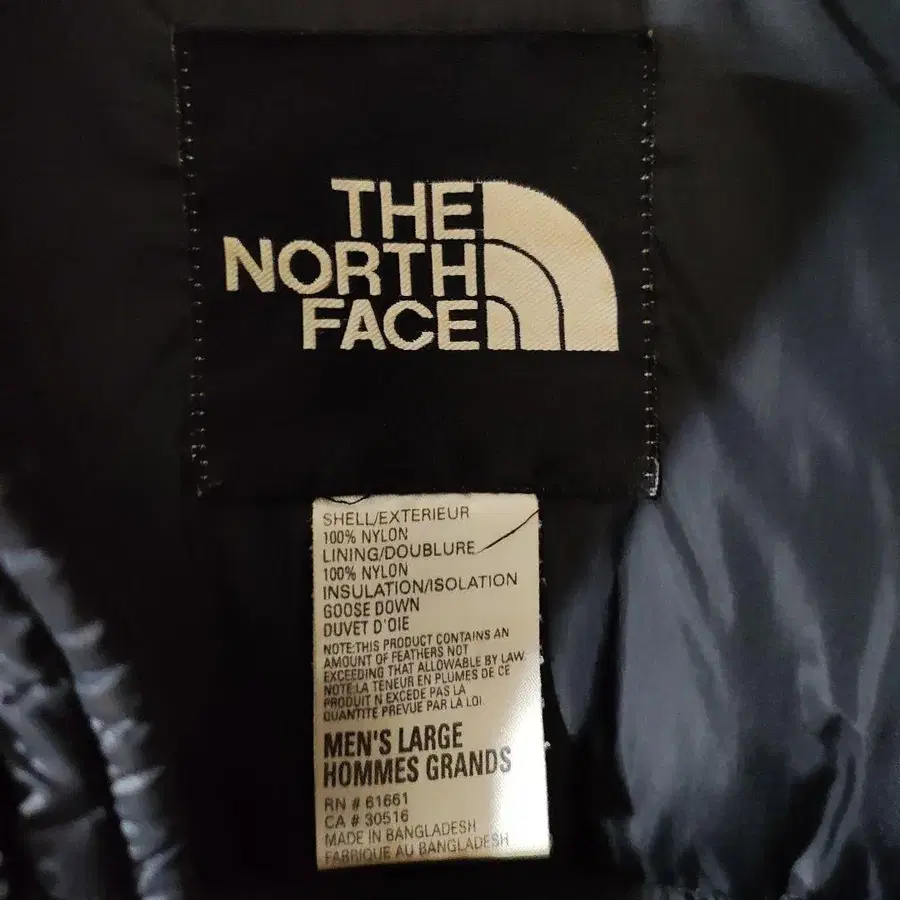 THE
NORTH
FACE
SHELL/EXTERIEUR
100% NYLON
LINING/DOUBLURE
100% NYLON
INSULATION/ISOLATION
GOOSE DOWN
DUVET D'OIE
NOTE:THIS PRODUCT CONTAINS AN
AMOUNT OF FEATHERS NOT
EXCEEDING THAT ALLOWABLE BY LAW
NOTE:LA TENEUR EN PLUMES DE CE
PRODUIT N EXCEDE PAS LA
QUANTITE PREVUE PAR LA LOI.
MEN'S LARGE
HOMMES GRANDS
RN # 61661
CA # 30516
MADE IN BANGLADESH
FABRIQUE AU BANGLADESH